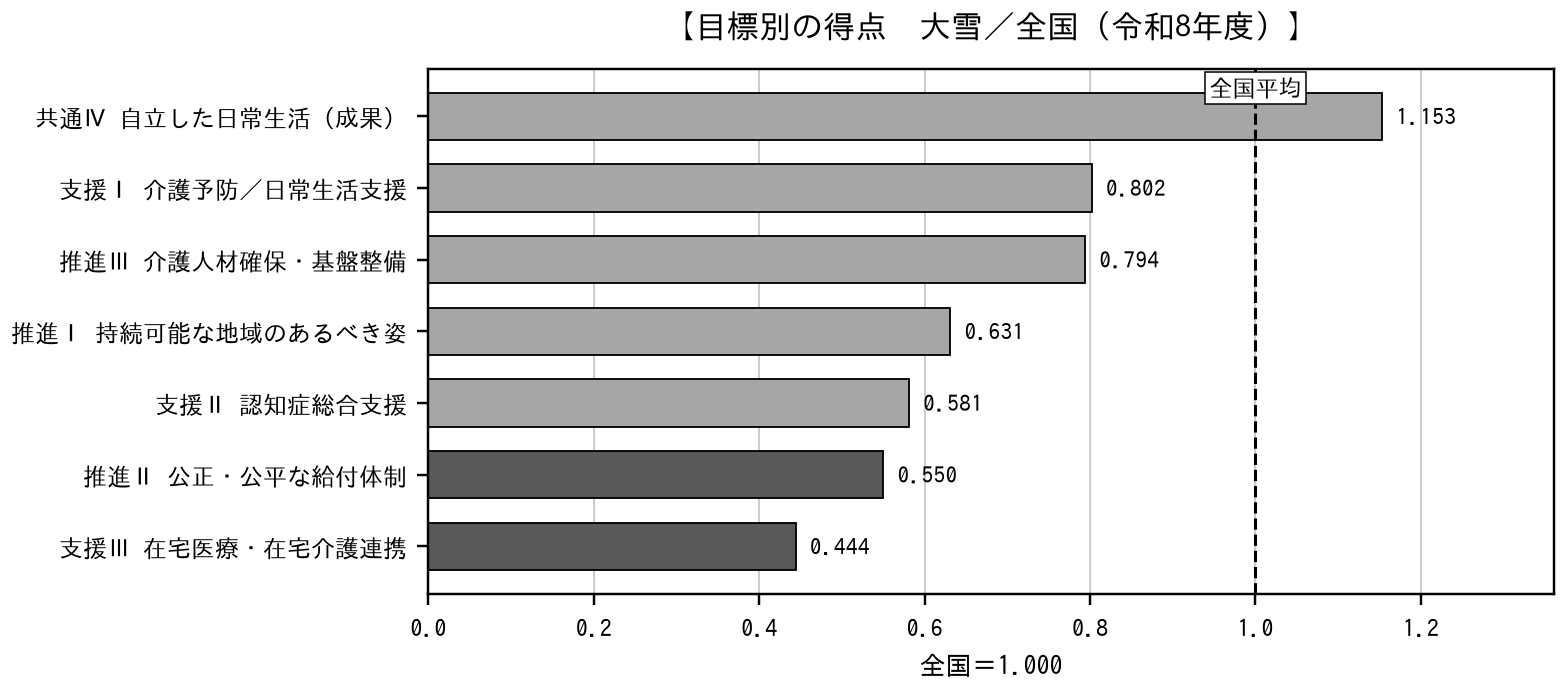 【目標別の得点　大雪／全国（令和8年度）】
全国平均
共通Ⅳ 自立した日常生活（成果） 1.153
支援Ⅰ 介護予防／日常生活支援 0.802
推進Ⅲ 介護人材確保・基盤整備 0.794
推進Ⅰ 持続可能な地域のあるべき姿 0.631
支援Ⅱ 認知症総合支援 0.581
推進Ⅱ 公正・公平な給付体制 0.550
支援Ⅲ 在宅医療・在宅介護連携 0.444
0.0 0.2 0.4 0.6 0.8 1.0 1.2
全国＝1.000